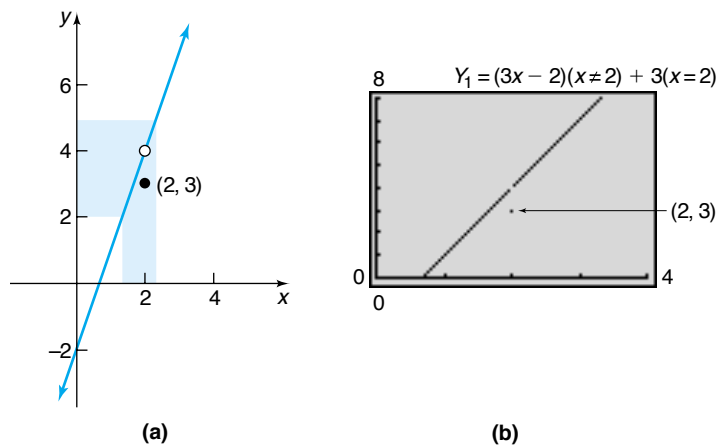 y
6
4
2
−2
(2, 3)
2
4
x
(a)
8
Y₁ = (3x − 2)(x ≠ 2) + 3(x = 2)
(2, 3)
0
4
0
(b)